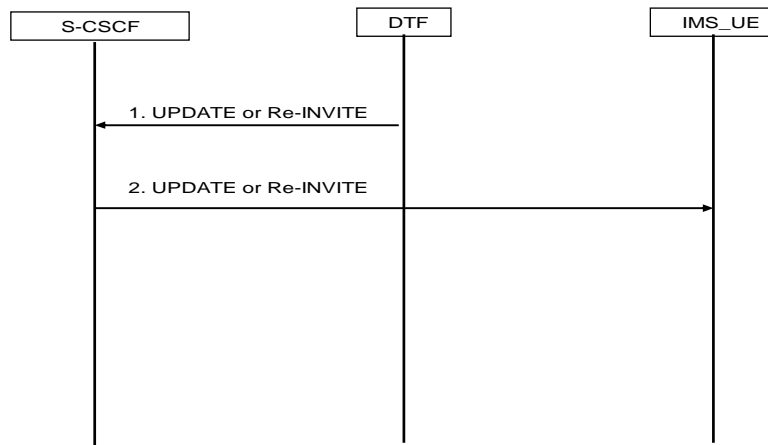 S-CSCF
DTF
IMS_UE
1. UPDATE or Re-INVITE
2. UPDATE or Re-INVITE